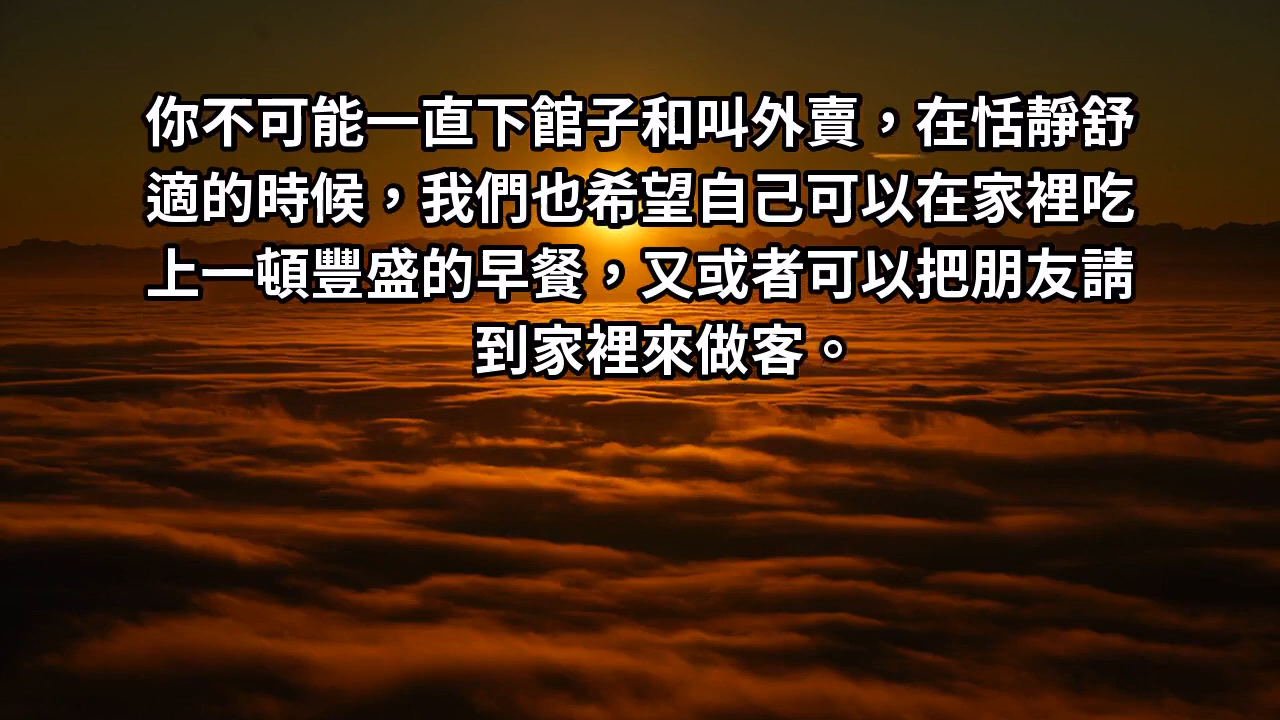 你不可能一直下館子和叫外賣，在恬靜舒
適的時候，我們也希望自己可以在家裡吃
上一頓豐盛的早餐，又或者可以把朋友請
到家裡來做客。